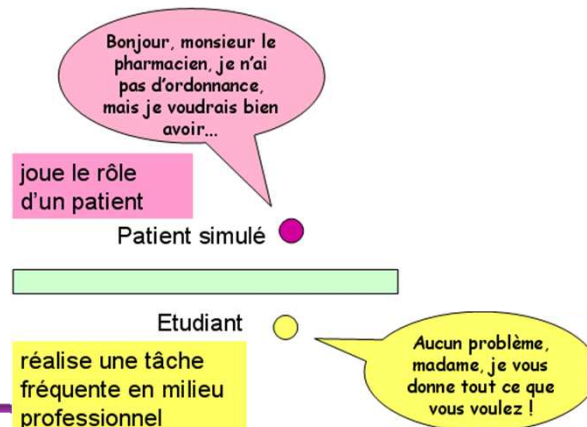 Bonjour, monsieur le
pharmacien, je n'ai
pas d'ordonnance,
mais je voudrais bien
avoir...
joue le rôle
d'un patient
Patient simulé
Etudiant
Aucun problème,
madame, je vous
donne tout ce que
vous voulez !
réalise une tâche
fréquente en milieu
professionnel